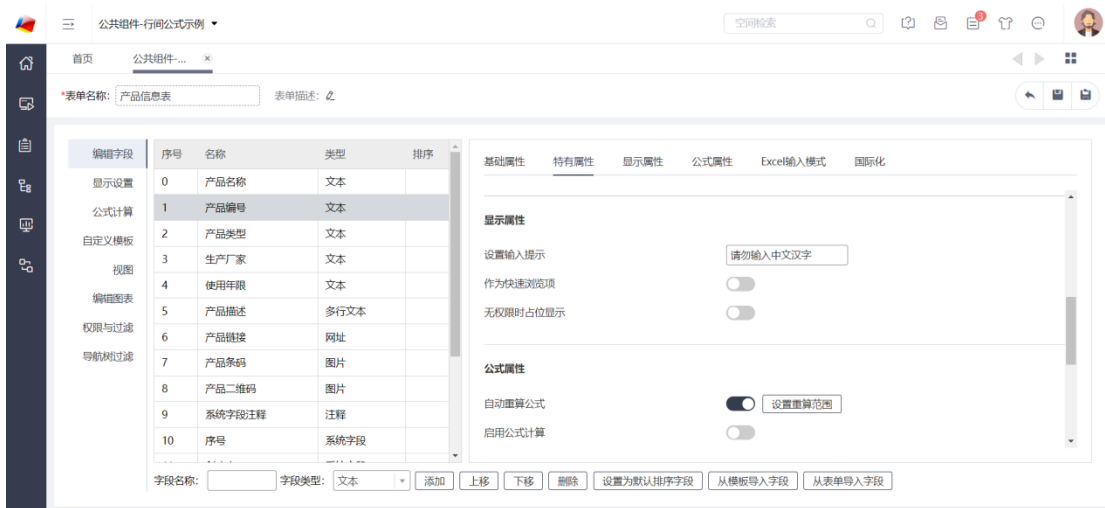 公共组件-行间公式示例
空间检索
3
首页 公共组件-...
*表单名称: 产品信息表 表单描述:
编辑字段
显示设置
公式计算
自定义模板
视图
编辑图表
权限与过滤
导航树过滤
序号 名称 类型 排序
0 产品名称 文本
1 产品编号 文本
2 产品类型 文本
3 生产厂家 文本
4 使用年限 文本
5 产品描述 多行文本
6 产品链接 网址
7 产品条码 图片
8 产品二维码 图片
9 系统字段注释 注释
10 序号 系统字段
基础属性 特有属性 显示属性 公式属性 Excel输入模式 国际化
显示属性
设置输入提示 请勿输入中文汉字
作为快速浏览项
无权限时占位显示
公式属性
自动重算公式 设置重算范围
启用公式计算
字段名称: 字段类型: 文本 添加 上移 下移 删除 设置为默认排序字段 从模板导入字段 从表单导入字段